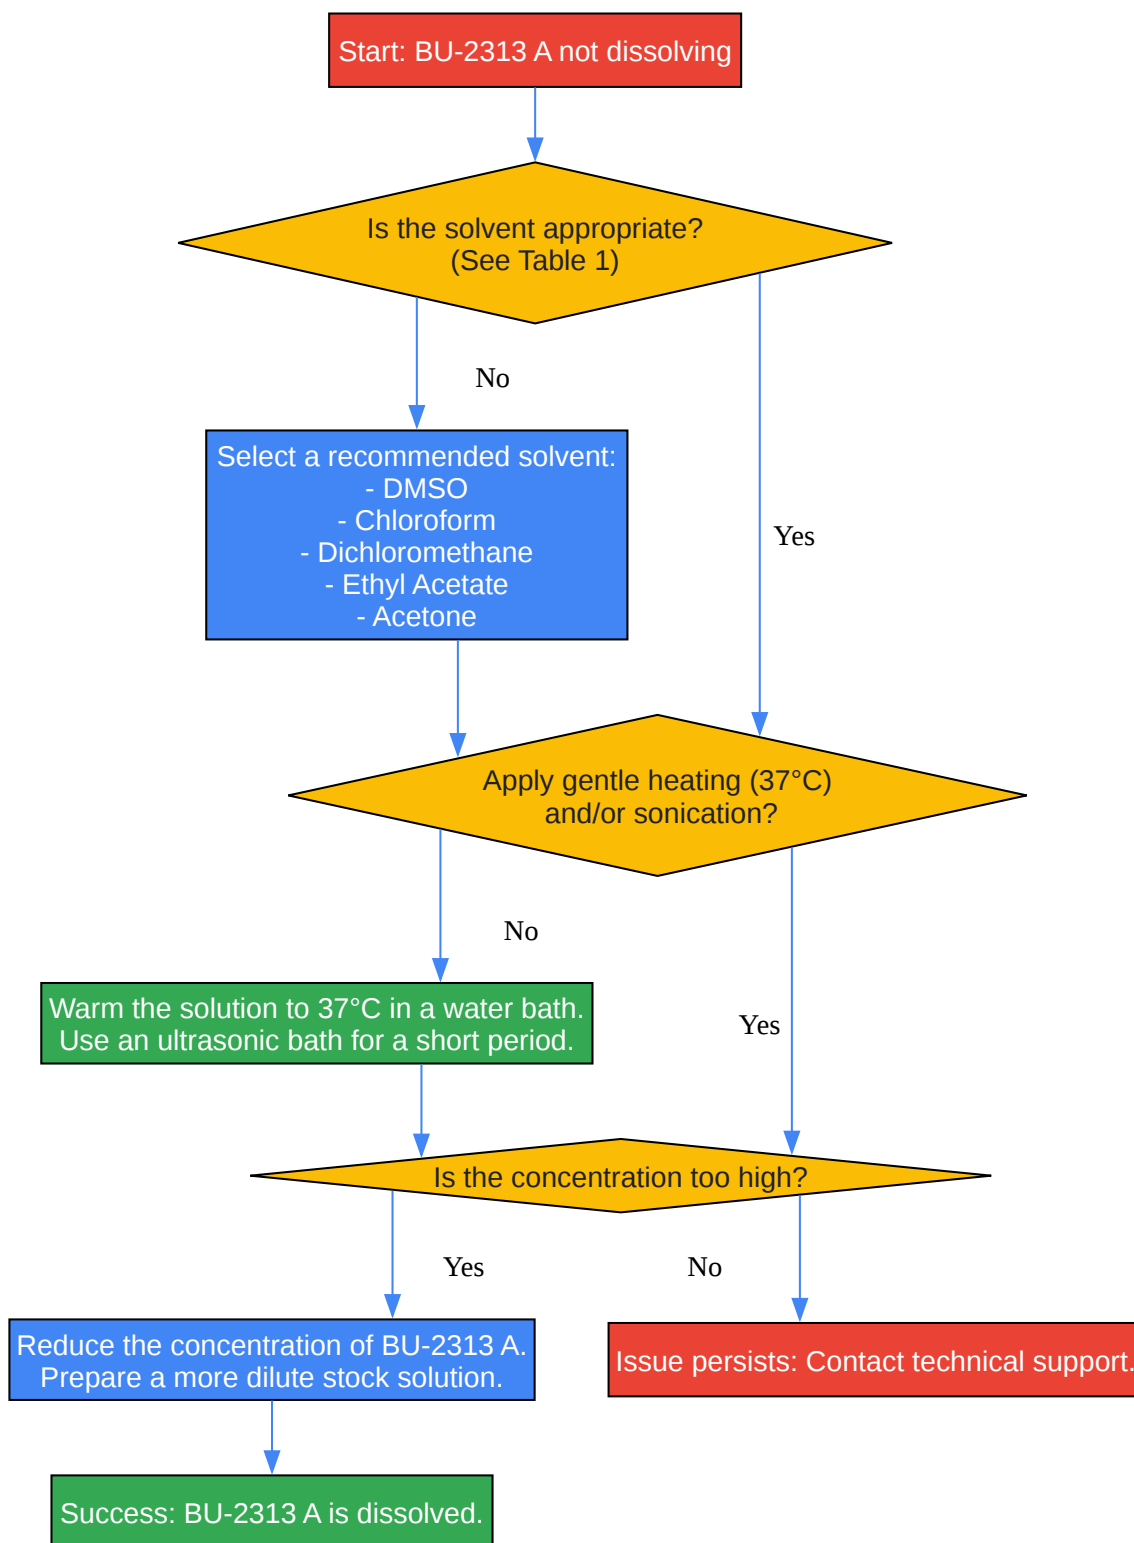 Start: BU-2313 A not dissolving
Is the solvent appropriate?
(See Table 1)
No
Select a recommended solvent:
- DMSO
- Chloroform
- Dichloromethane
- Ethyl Acetate
- Acetone
Yes
Apply gentle heating (37°C)
and/or sonication?
No
Warm the solution to 37°C in a water bath.
Use an ultrasonic bath for a short period.
Yes
Is the concentration too high?
Yes
No
Reduce the concentration of BU-2313 A.
Prepare a more dilute stock solution.
Issue persists: Contact technical support.
Success: BU-2313 A is dissolved.